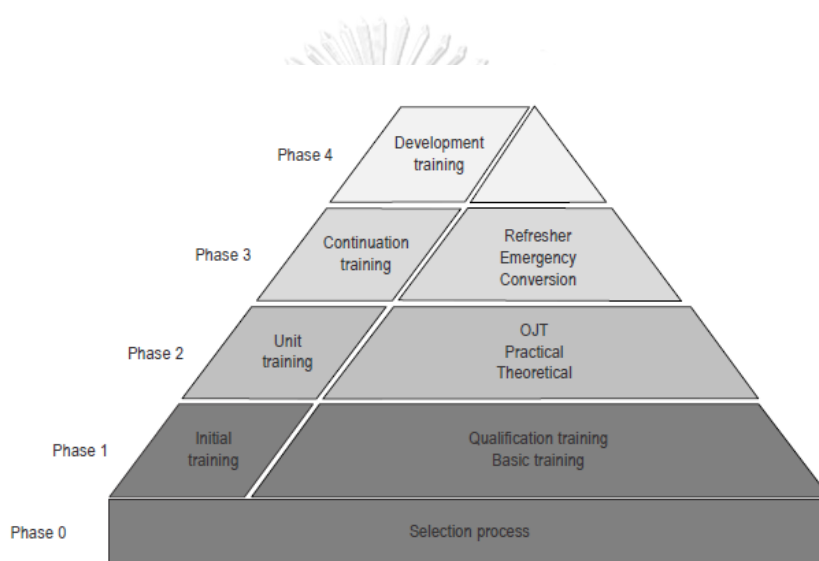 Phase 4
Development
training
Phase 3
Continuation
training
Refresher
Emergency
Conversion
Phase 2
Unit
training
OJT
Practical
Theoretical
Phase 1
Initial
training
Qualification training
Basic training
Phase 0
Selection process